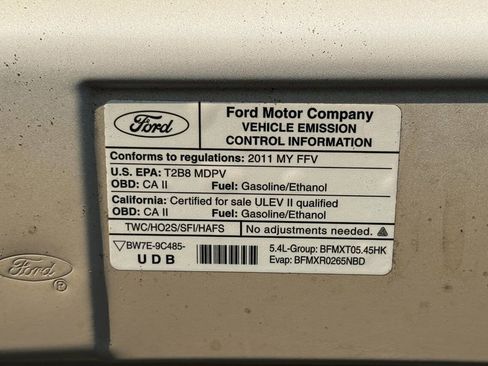 Ford
Ford Motor Company
VEHICLE EMISSION
CONTROL INFORMATION
Conforms to regulations: 2011 MY FFV
U.S. EPA: T2B8 MDPV
OBD: CA II Fuel: Gasoline/Ethanol
California: Certified for sale ULEV II qualified
OBD: CA II Fuel: Gasoline/Ethanol
TWC/HO2S/SFI/HAFS No adjustments needed.
BW7E-9C485- 5.4L-Group: BFMXT05.45HK
UDB Evap: BFMXR0265NBD
Ford ®